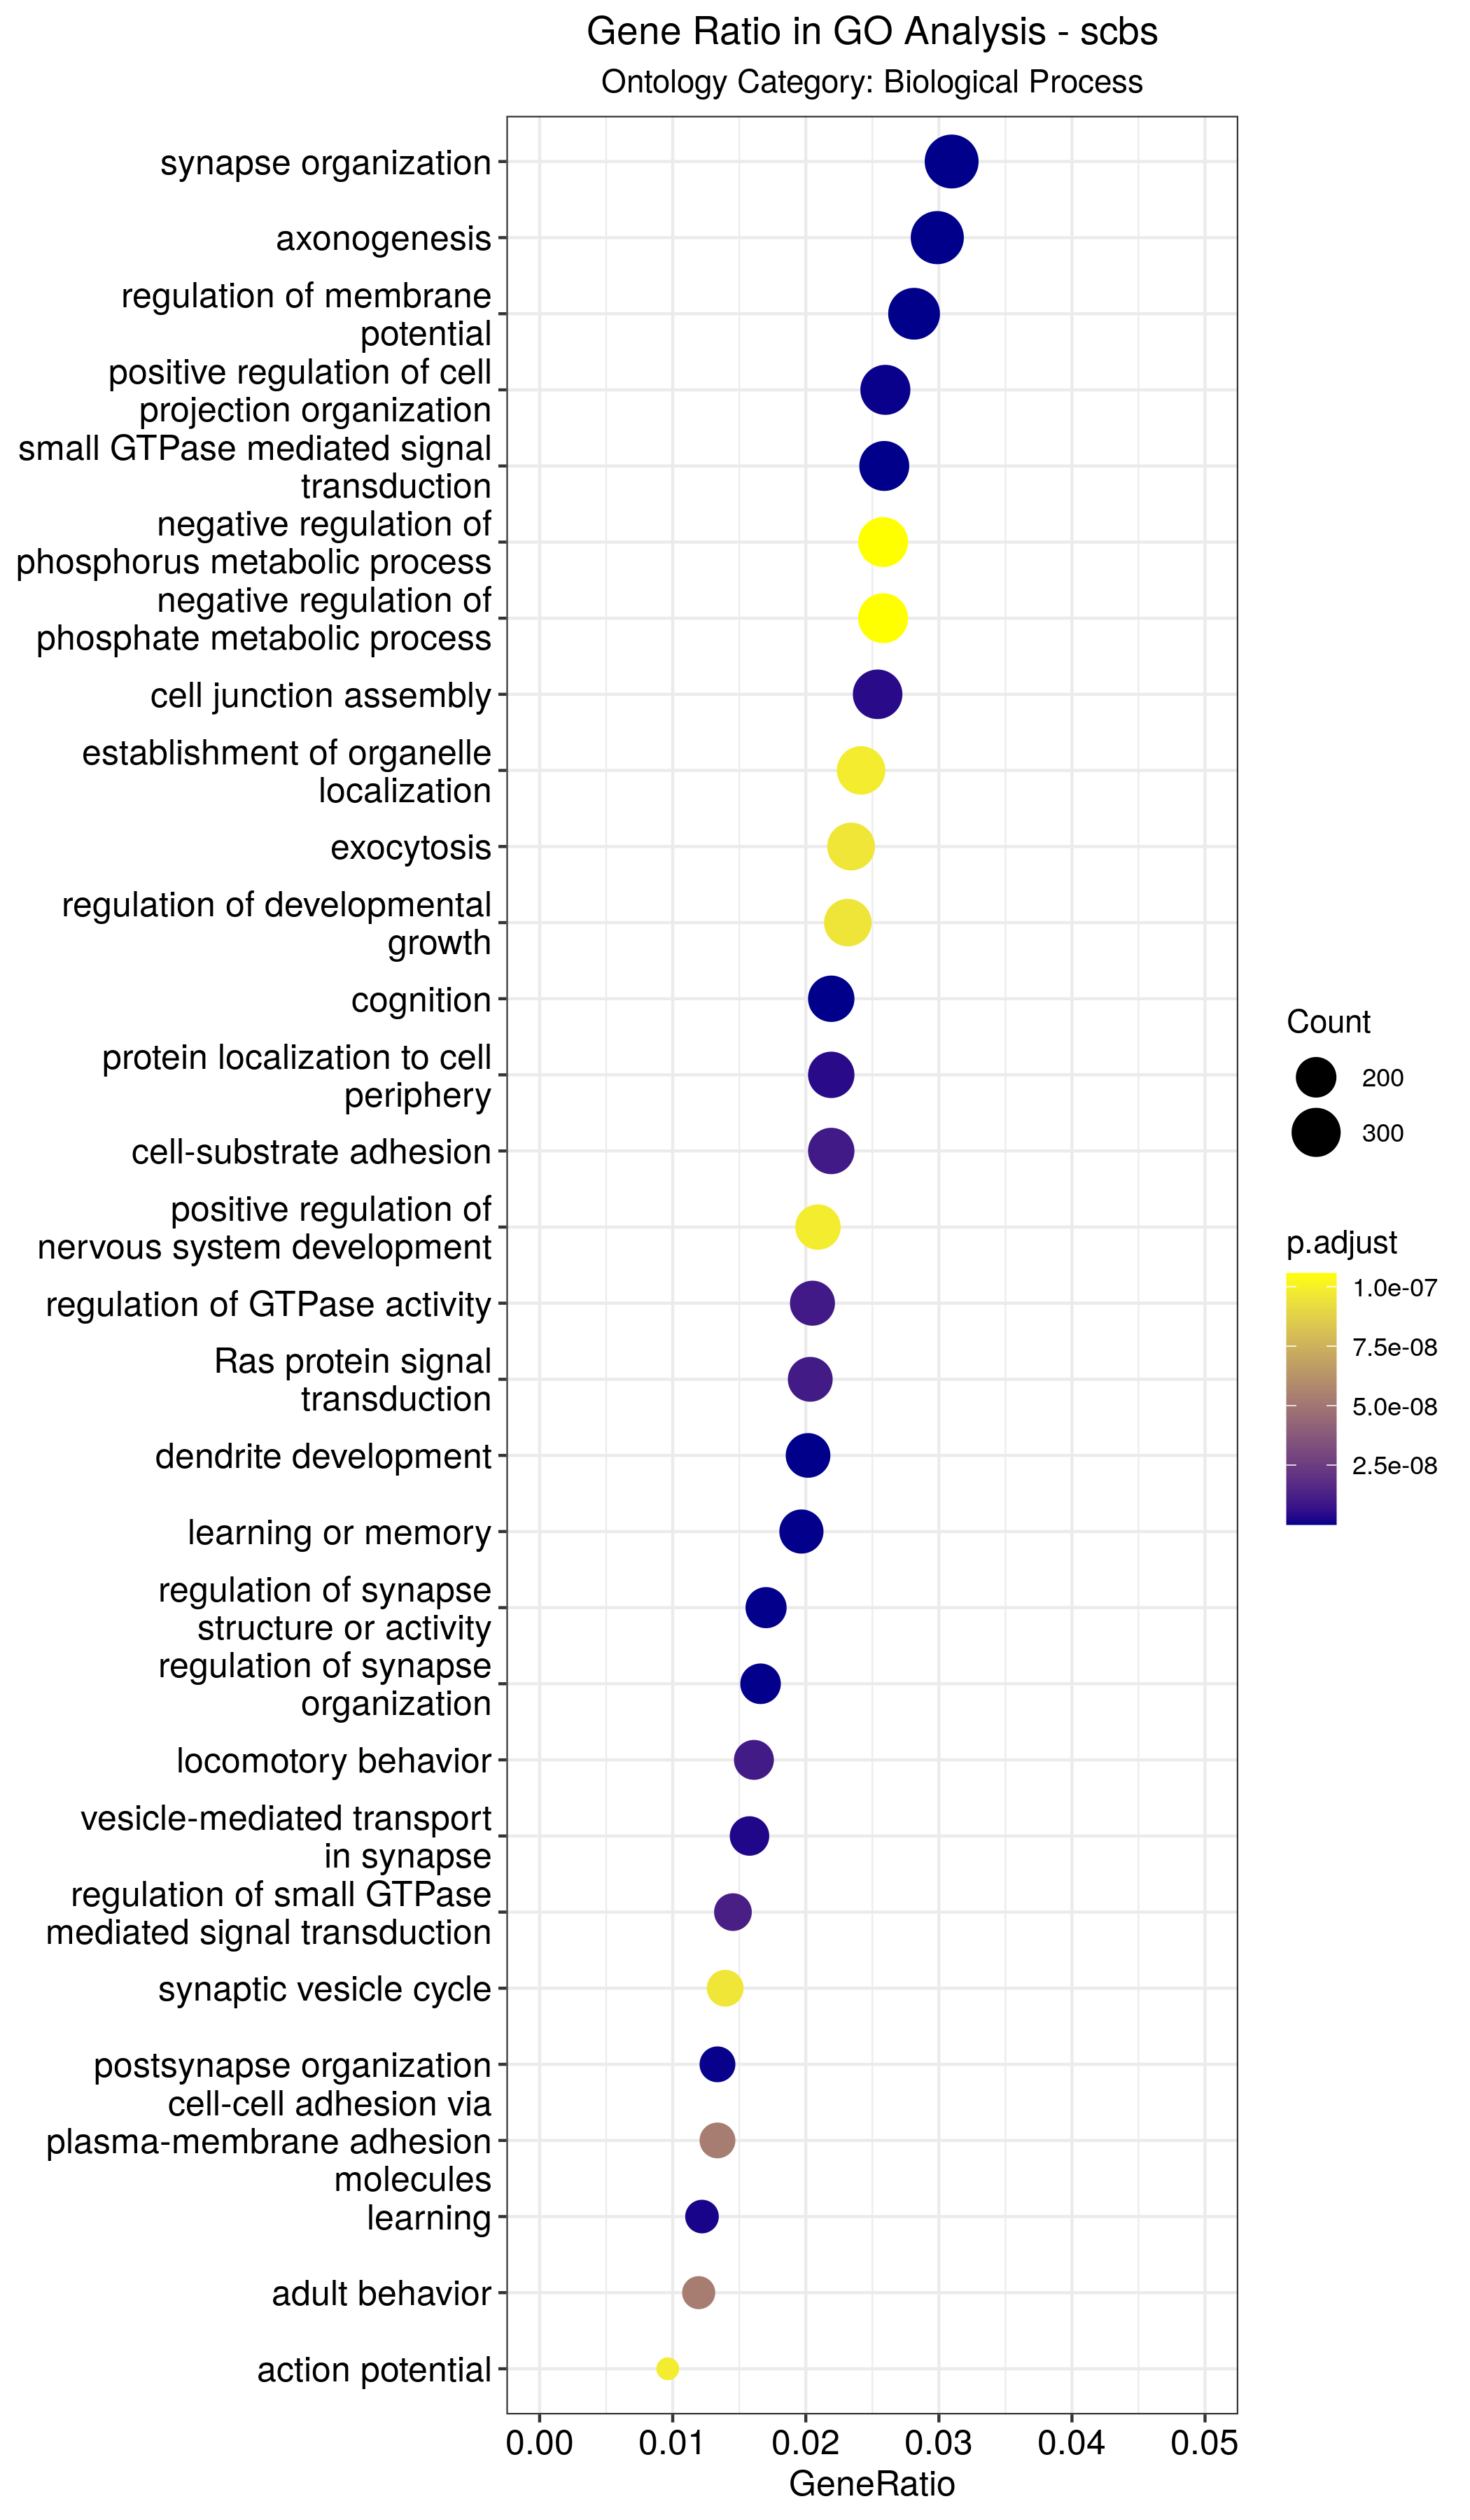 Gene Ratio in GO Analysis - scbs
Ontology Category: Biological Process
synapse organization
axonogenesis
regulation of membrane
potential
positive regulation of cell
projection organization
small GTPase mediated signal
transduction
negative regulation of
phosphorus metabolic process
negative regulation of
phosphate metabolic process
cell junction assembly
establishment of organelle
localization
exocytosis
regulation of developmental
growth
cognition
protein localization to cell
periphery
cell-substrate adhesion
positive regulation of
nervous system development
regulation of GTPase activity
Ras protein signal
transduction
dendrite development
learning or memory
regulation of synapse
structure or activity
regulation of synapse
organization
locomotory behavior
vesicle-mediated transport
in synapse
regulation of small GTPase
mediated signal transduction
synaptic vesicle cycle
postsynapse organization
cell-cell adhesion via
plasma-membrane adhesion
molecules
learning
adult behavior
action potential
0.00 0.01 0.02 0.03 0.04 0.05
GeneRatio
Count
200
300
p.adjust
1.0e-07
7.5e-08
5.0e-08
2.5e-08